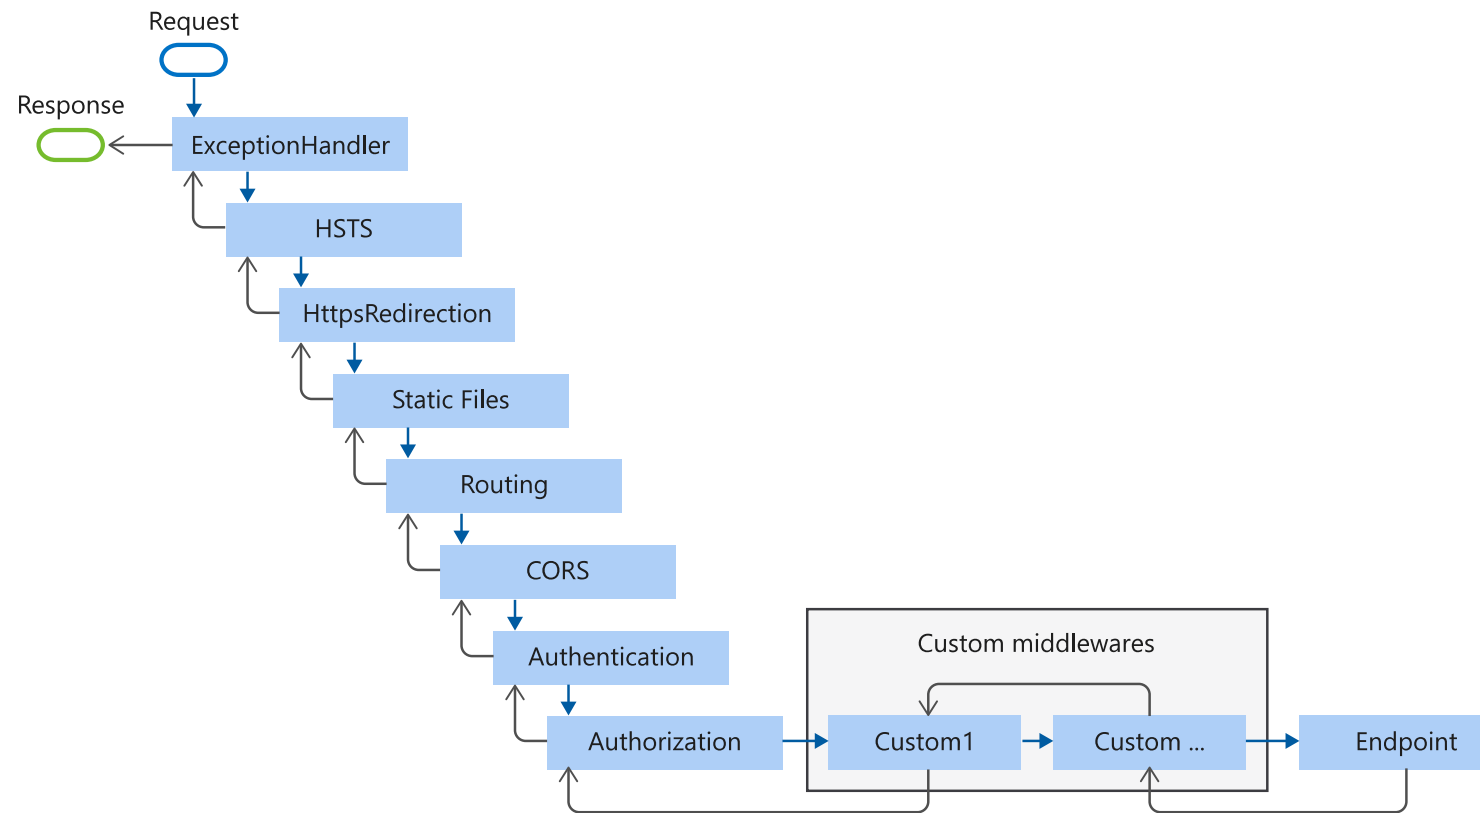 Request
Response
ExceptionHandler
HSTS
HttpsRedirection
Static Files
Routing
CORS
Authentication
Custom middlewares
Authorization
Custom1
Custom ...
Endpoint